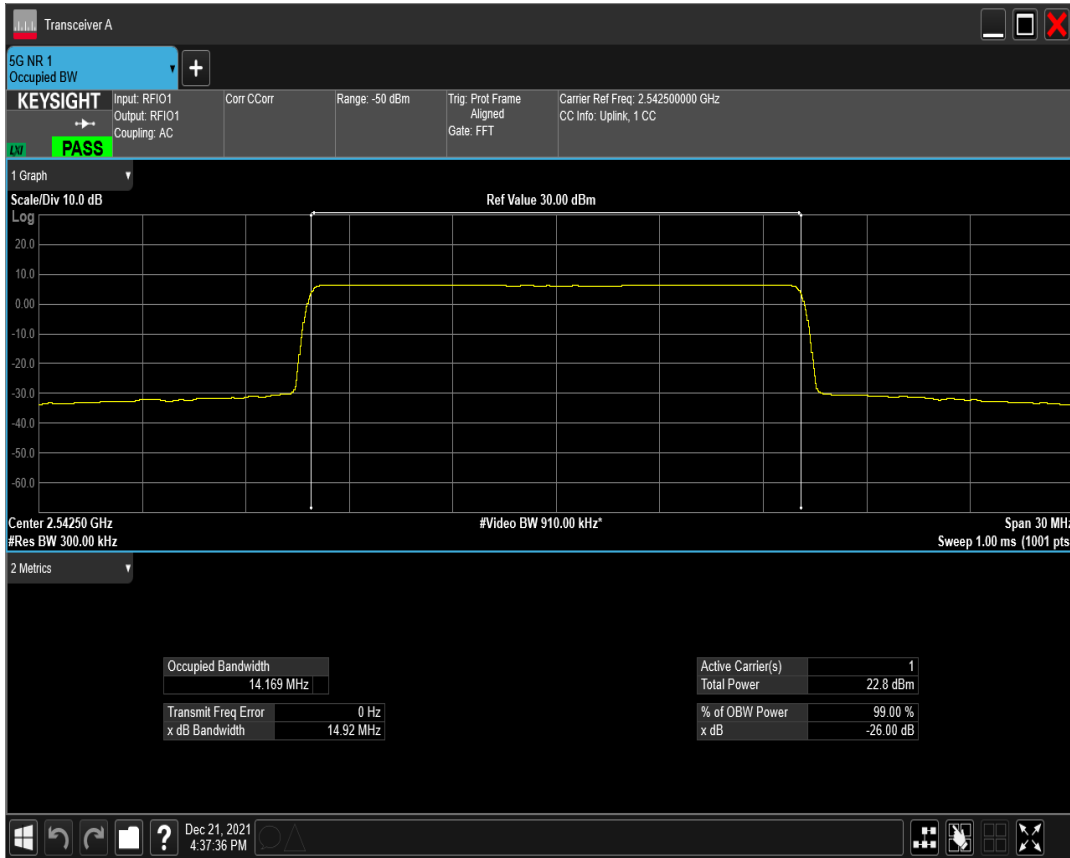 Transceiver A
5G NR 1
Occupied BW
KEYSIGHT
LXI
PASS
Input: RFIO1
Output: RFIO1
Coupling: AC
Corr CCorr
Range: -50 dBm
Trig: Prot Frame
Aligned
Gate: FFT
Carrier Ref Freq: 2.542500000 GHz
CC Info: Uplink, 1 CC
1 Graph
Scale/Div 10.0 dB
Ref Value 30.00 dBm
Log
20.0
10.0
0.00
-10.0
-20.0
-30.0
-40.0
-50.0
-60.0
Center 2.54250 GHz
#Video BW 910.00 kHz*
Span 30 MHz
#Res BW 300.00 kHz
Sweep 1.00 ms (1001 pts
2 Metrics
Occupied Bandwidth
14.169 MHz
Transmit Freq Error 0 Hz
x dB Bandwidth 14.92 MHz
Active Carrier(s) 1
Total Power 22.8 dBm
% of OBW Power 99.00 %
x dB -26.00 dB
?
Dec 21, 2021
4:37:36 PM